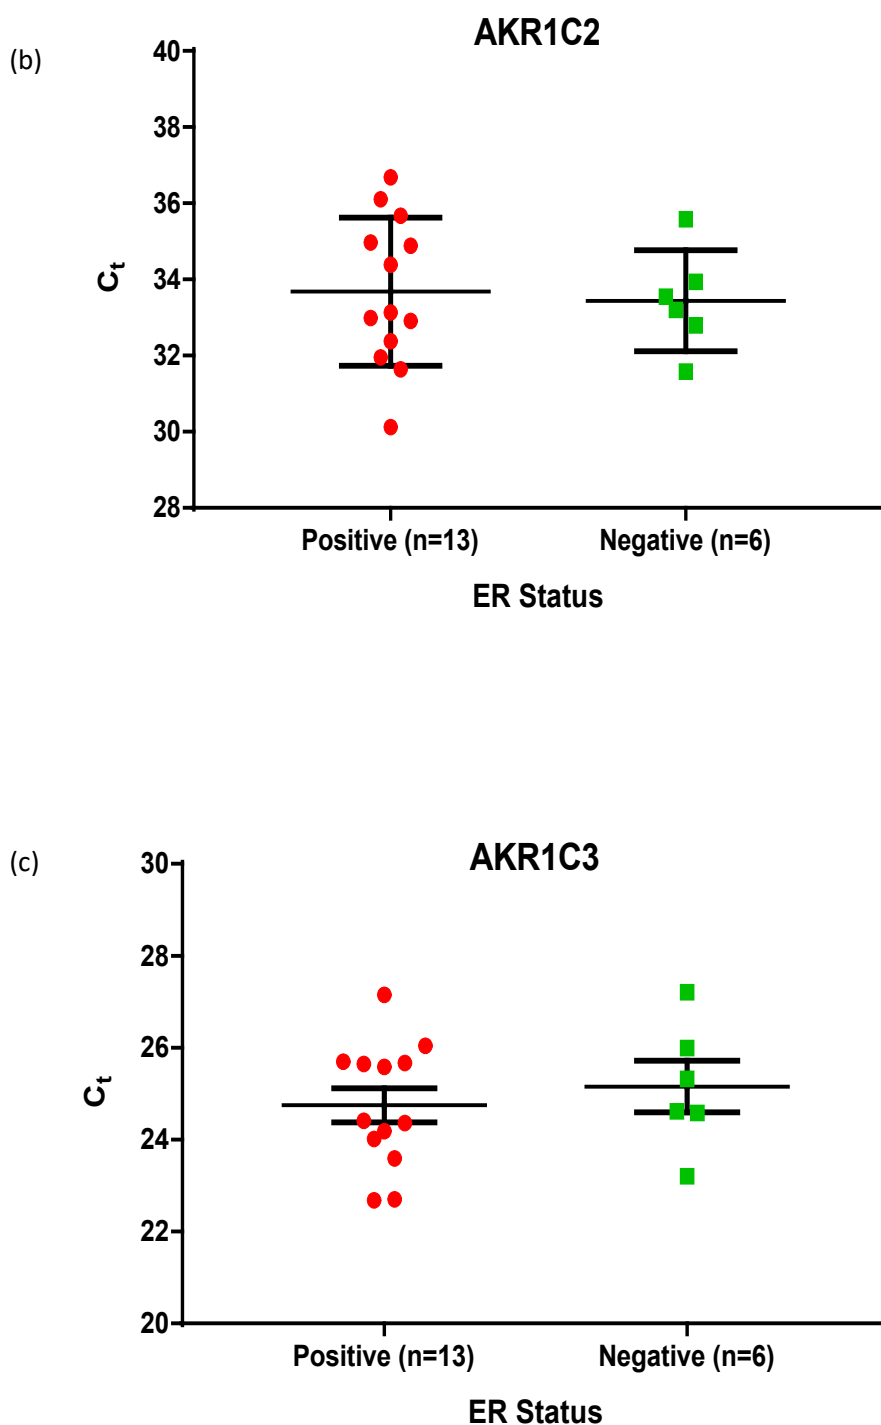 (b)
AKR1C2
40
38
36
34
32
30
28
Ct
Positive (n=13)
Negative (n=6)
ER Status
(c)
AKR1C3
30
28
26
24
22
20
Ct
Positive (n=13)
Negative (n=6)
ER Status